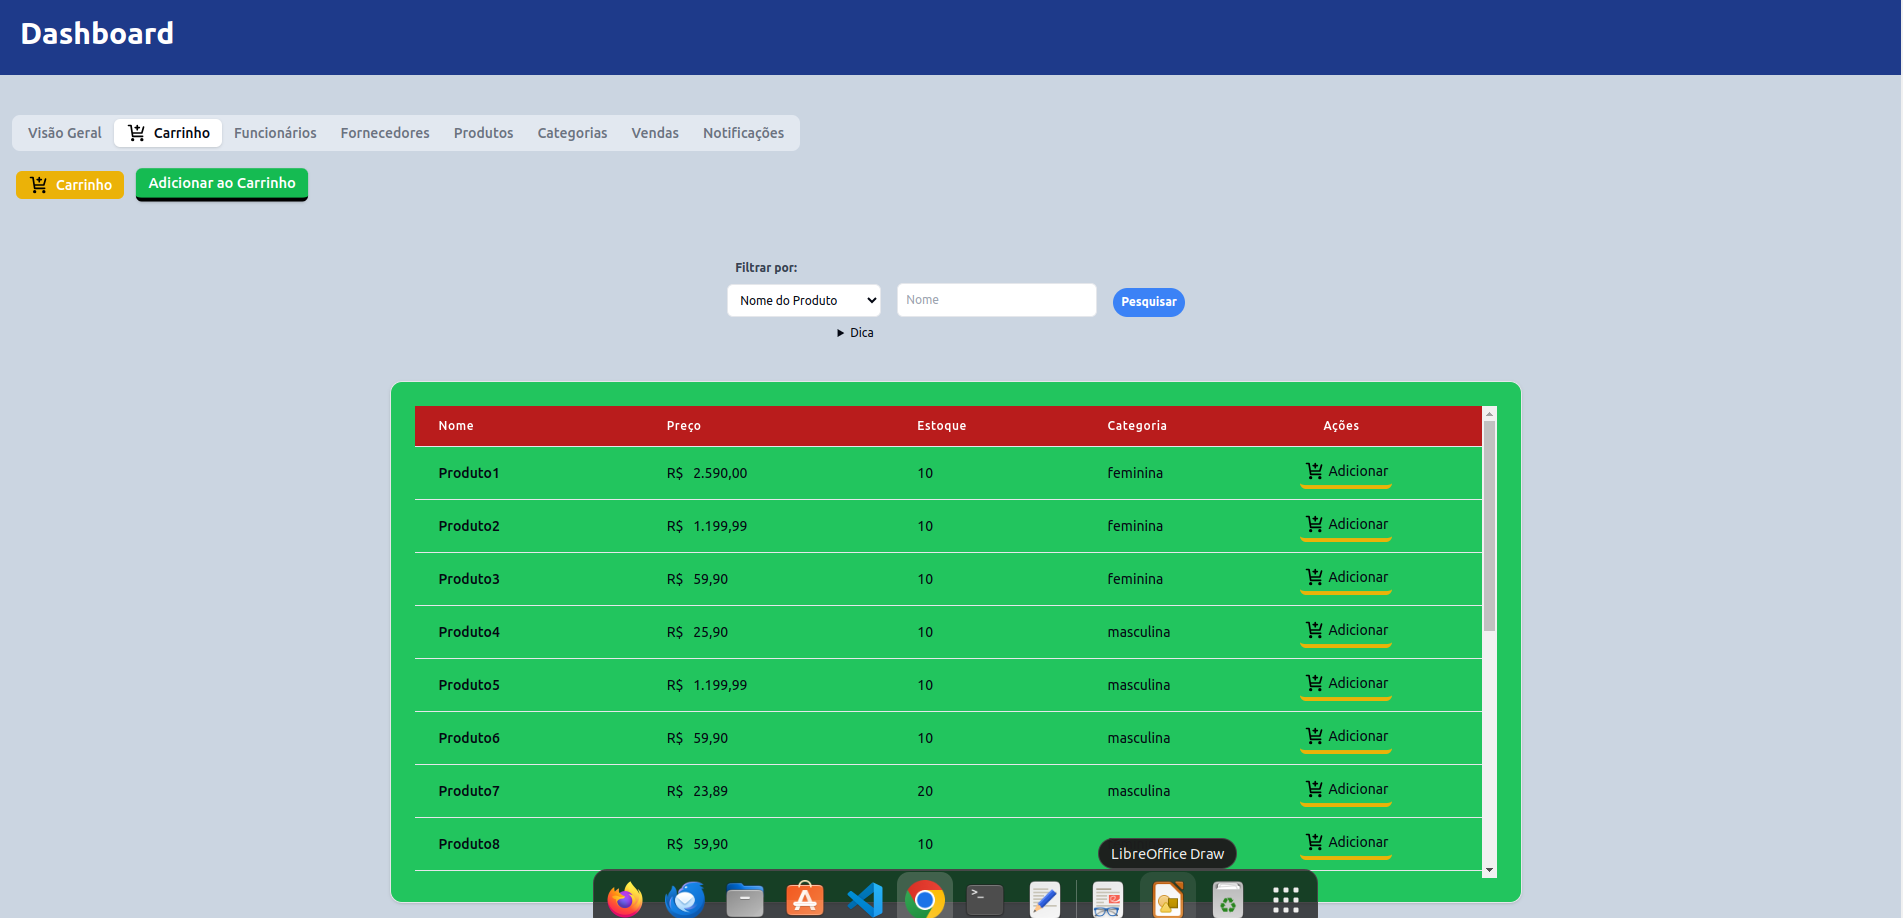 Dashboard
Visão Geral Carrinho Funcionários Fornecedores Produtos Categorias Vendas Notificações
Carrinho Adicionar ao Carrinho
Filtrar por:
Nome do Produto Nome Pesquisar
Dica
Nome Preço Estoque Categoria Ações
Produto1 R$ 2.590,00 10 feminina Adicionar
Produto2 R$ 1.199,99 10 feminina Adicionar
Produto3 R$ 59,90 10 feminina Adicionar
Produto4 R$ 25,90 10 masculina Adicionar
Produto5 R$ 1.199,99 10 masculina Adicionar
Produto6 R$ 59,90 10 masculina Adicionar
Produto7 R$ 23,89 20 masculina Adicionar
Produto8 R$ 59,90 10 Adicionar
LibreOffice Draw